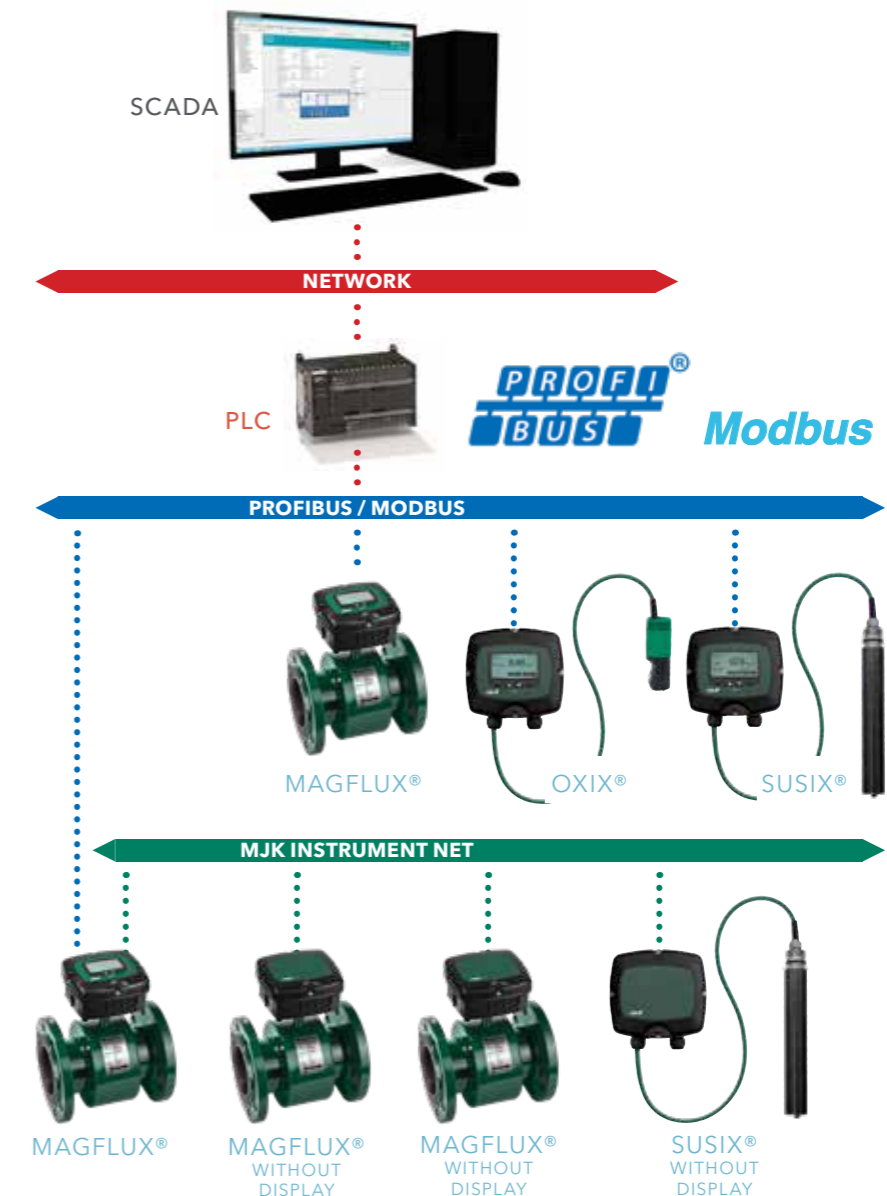 SCADA
NETWORK
PLC
PROFI®
BUS
Modbus
PROFIBUS / MODBUS
MAGFLUX®
OXIX®
SUSIX®
MJK INSTRUMENT NET
MAGFLUX®
MAGFLUX®
WITHOUT
DISPLAY
MAGFLUX®
WITHOUT
DISPLAY
SUSIX®
WITHOUT
DISPLAY